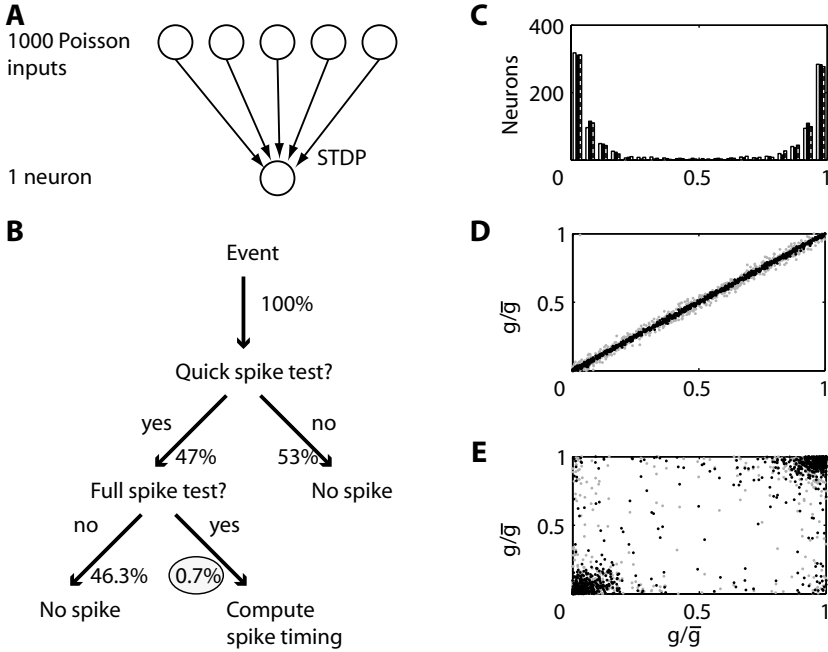 A
1000 Poisson
inputs
STDP
1 neuron
B
Event
100%
Quick spike test?
yes
no
47%
53%
Full spike test?
No spike
no
yes
46.3%
0.7%
No spike
Compute
spike timing
C
400
200
Neurons
0
0.5
1
D
1
0.5
g/g̅
0
0.5
1
E
1
0.5
g/g̅
0
0.5
1
g/g̅